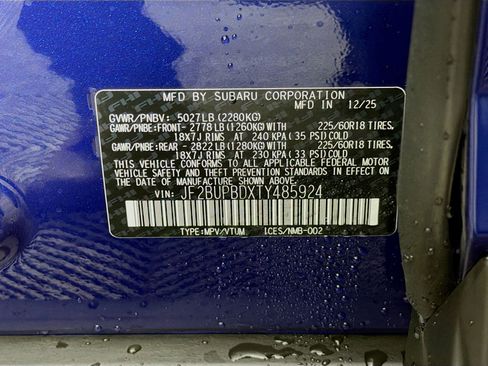 MFD BY SUBARU CORPORATION
MFD IN 12/25
GVWR/PNBV: 5027LB (2280KG)
GAWR/PNBE:FRONT- 2778LB (1260KG)WITH 225/60R18 TIRES,
18X7J RIMS, AT 240 KPA (35 PSI) COLD
GAWR/PNBE:REAR - 2822LB (1280KG)WITH 225/60R18 TIRES,
18X7J RIMS, AT 230 KPA (33 PSI) COLD
THIS VEHICLE CONFORMS TO ALL APPLICABLE FEDERAL MOTOR
VEHICLE SAFETY, BUMPER, AND THEFT PREVENTION STANDARDS
IN EFFECT ON THE DATE OF MANUFACTURE SHOWN ABOVE.
VIN: JF2BUPBDXTY485924
TYPE:MPV/VTUM ICES/NMB-002